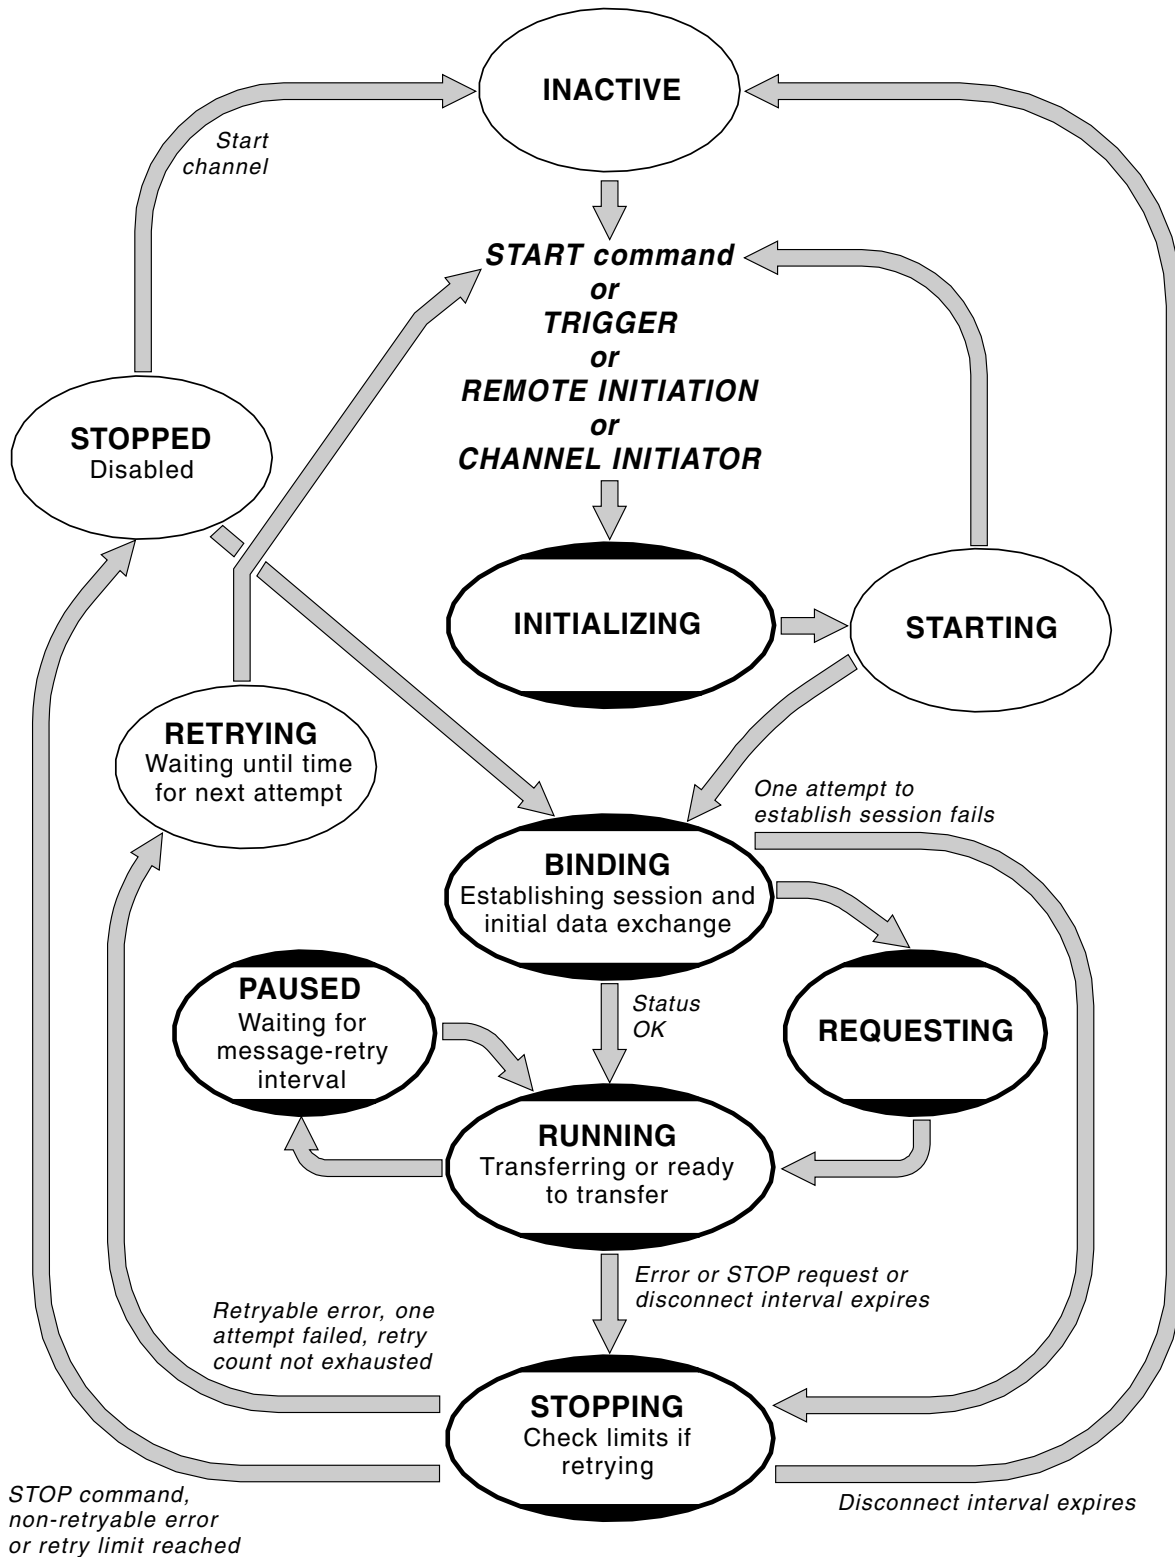 INACTIVE
Start
channel
START command
or
TRIGGER
or
REMOTE INITIATION
or
CHANNEL INITIATOR
STOPPED
Disabled
INITIALIZING
STARTING
RETRYING
Waiting until time
for next attempt
One attempt to
establish session fails
BINDING
Establishing session and
initial data exchange
PAUSED
Waiting for
message-retry
interval
Status
OK
REQUESTING
RUNNING
Transferring or ready
to transfer
Error or STOP request or
disconnect interval expires
Retryable error, one
attempt failed, retry
count not exhausted
STOPPING
Check limits if
retrying
STOP command,
non-retryable error
or retry limit reached
Disconnect interval expires